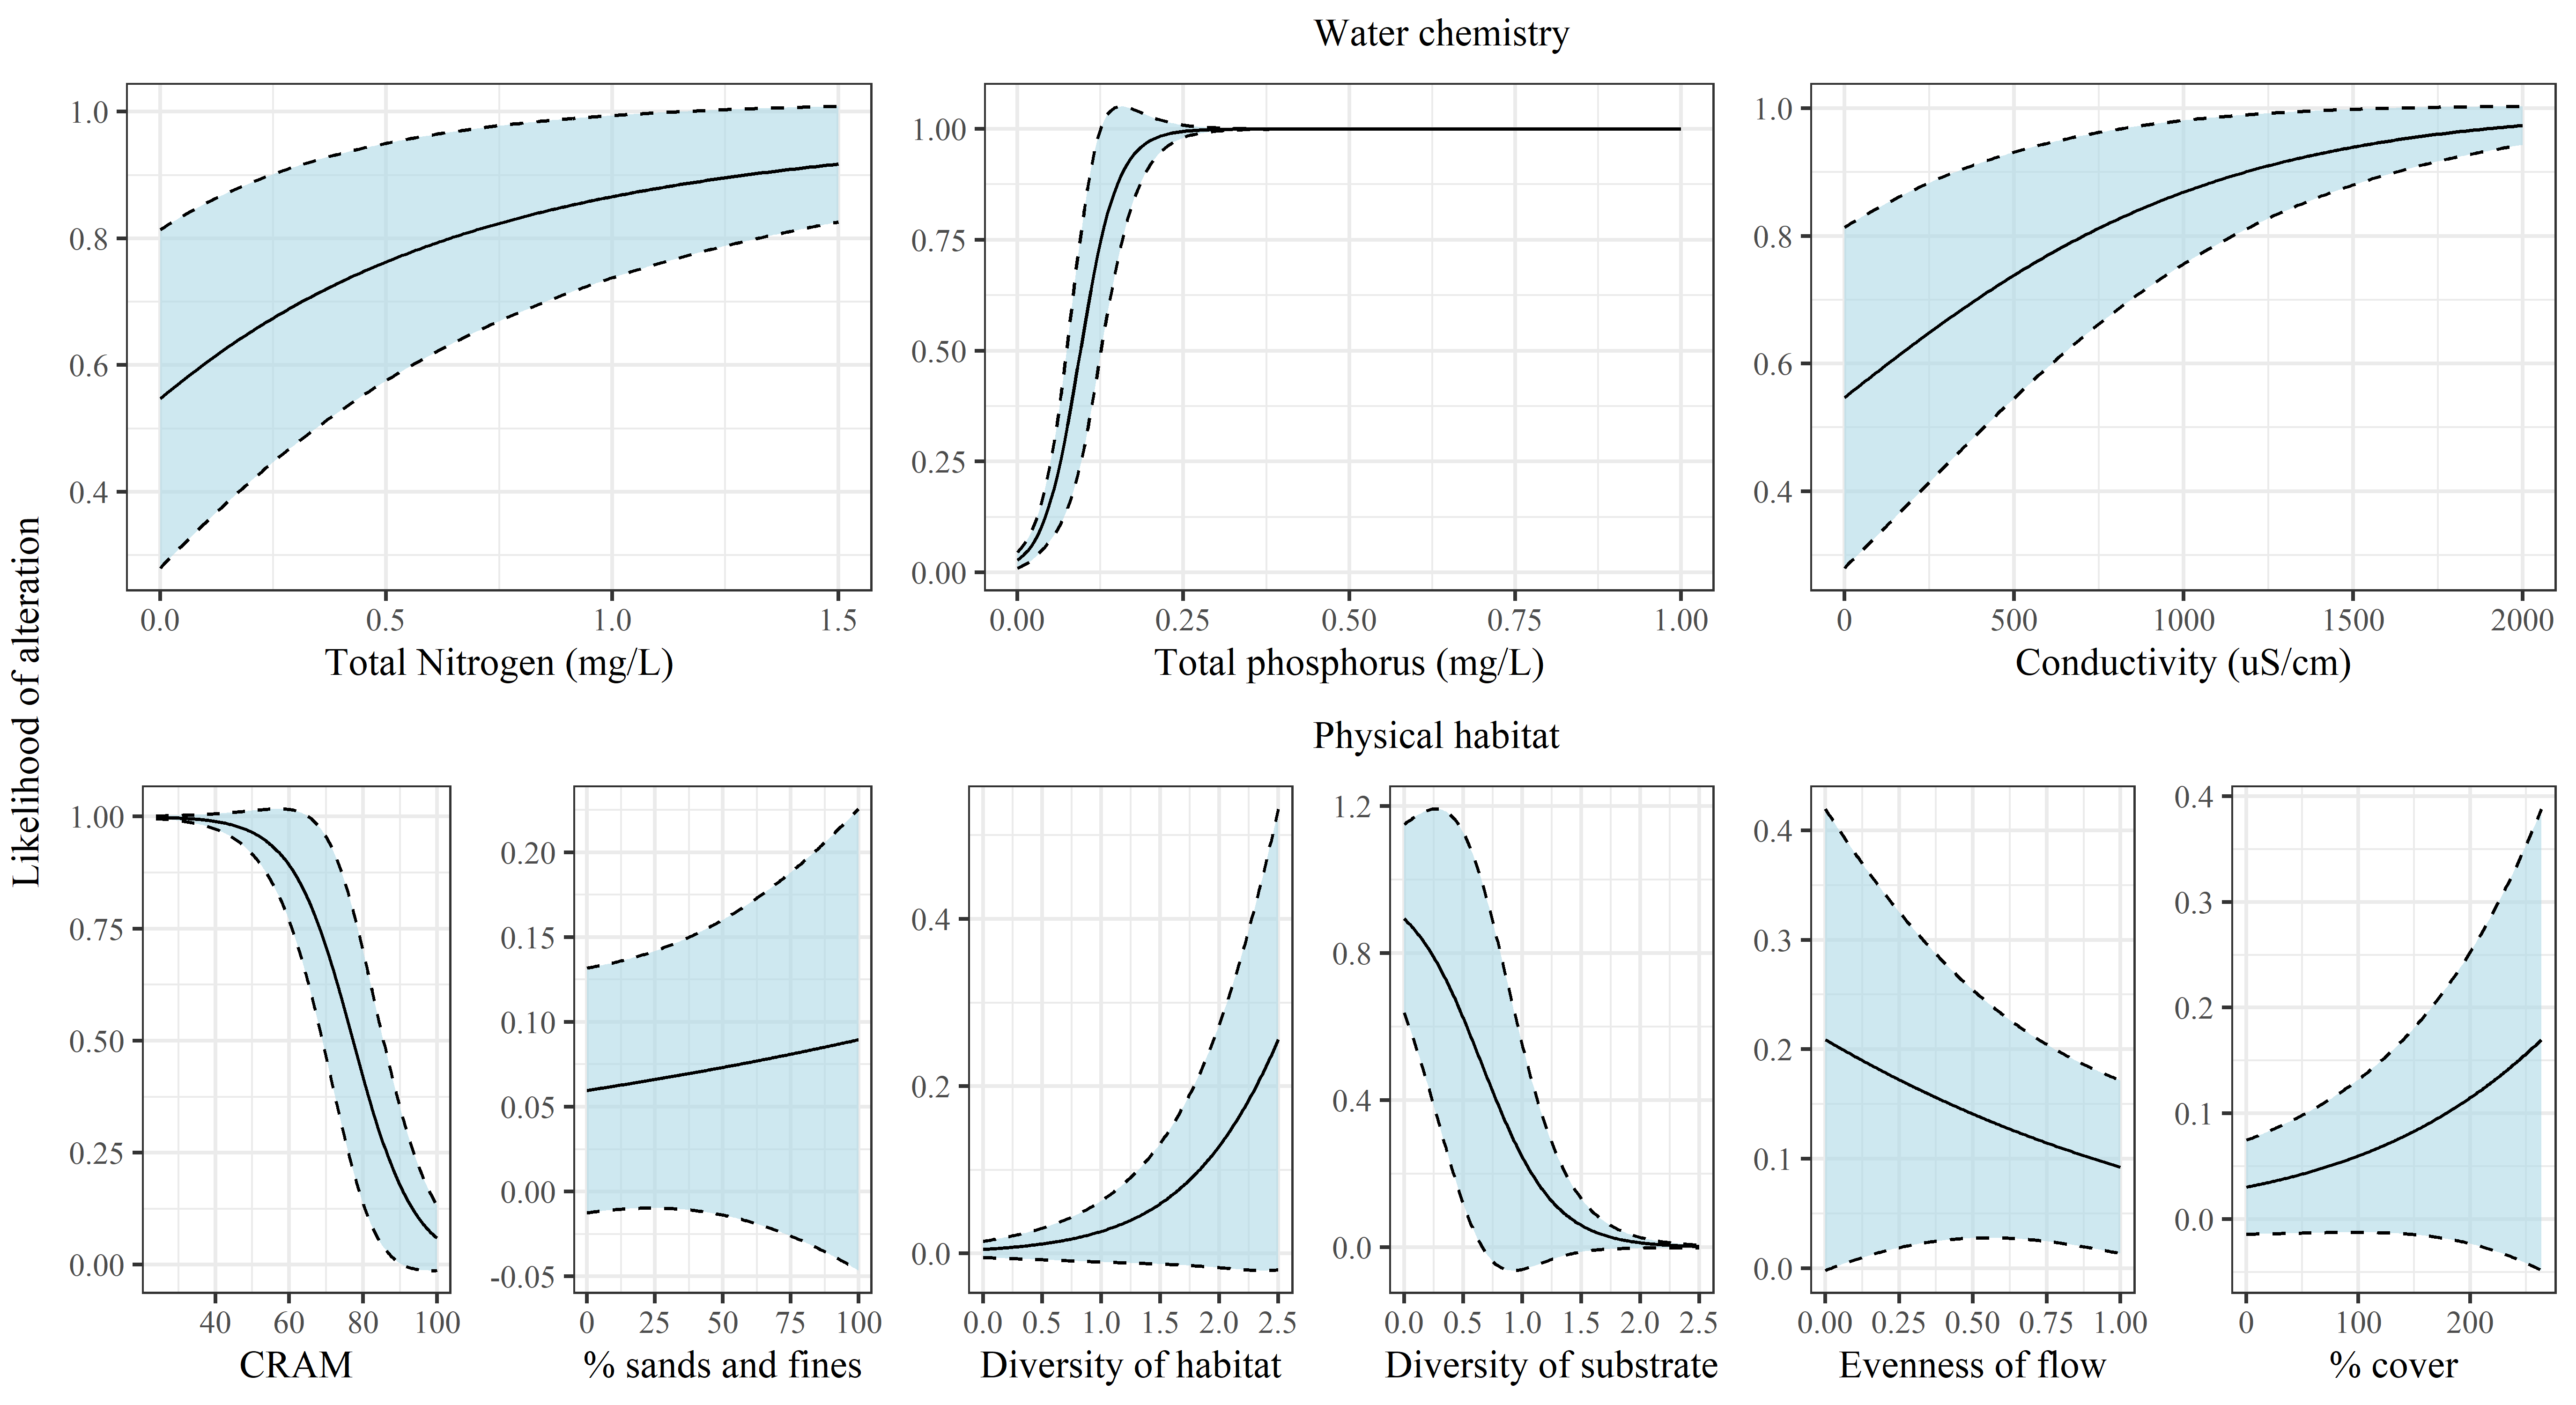 Water chemistry
1.0
0.8
0.6
0.4
0.0 0.5 1.0 1.5
Total Nitrogen (mg/L)
1.00
0.75
0.50
0.25
0.00
0.00 0.25 0.50 0.75 1.00
Total phosphorus (mg/L)
1.0
0.8
0.6
0.4
0 500 1000 1500 2000
Conductivity (uS/cm)
Likelihood of alteration
Physical habitat
1.00
0.75
0.50
0.25
0.00
40 60 80 100
CRAM
0.20
0.15
0.10
0.05
0.00
-0.05
0 25 50 75 100
% sands and fines
0.4
0.2
0.0
0.0 0.5 1.0 1.5 2.0 2.5
Diversity of habitat
1.2
0.8
0.4
0.0
0.0 0.5 1.0 1.5 2.0 2.5
Diversity of substrate
0.4
0.3
0.2
0.1
0.0
0.00 0.25 0.50 0.75 1.00
Evenness of flow
0.4
0.3
0.2
0.1
0.0
0 100 200
% cover